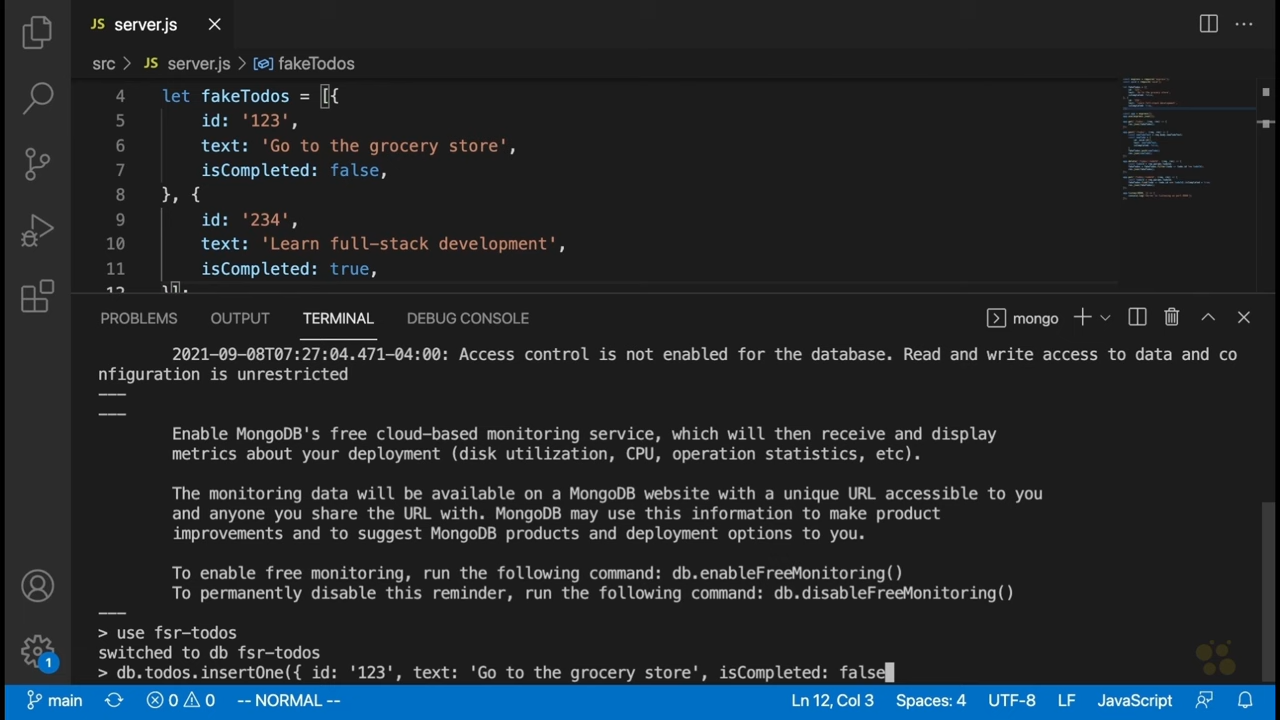 JS server.js
src > JS server.js > fakeTodos
4 let fakeTodos = [{
5 id: '123',
6 text: 'Go to the grocery store',
7 isCompleted: false,
8 }, {
9 id: '234',
10 text: 'Learn full-stack development',
11 isCompleted: true,
12 }];
PROBLEMS OUTPUT TERMINAL DEBUG CONSOLE mongo
2021-09-08T07:27:04.471-04:00: Access control is not enabled for the database. Read and write access to data and co
nfiguration is unrestricted
---
---
Enable MongoDB's free cloud-based monitoring service, which will then receive and display
metrics about your deployment (disk utilization, CPU, operation statistics, etc).
The monitoring data will be available on a MongoDB website with a unique URL accessible to you
and anyone you share the URL with. MongoDB may use this information to make product
improvements and to suggest MongoDB products and deployment options to you.
To enable free monitoring, run the following command: db.enableFreeMonitoring()
To permanently disable this reminder, run the following command: db.disableFreeMonitoring()
---
> use fsr-todos
switched to db fsr-todos
> db.todos.insertOne({ id: '123', text: 'Go to the grocery store', isCompleted: false
1
main 0 0 -- NORMAL -- Ln 12, Col 3 Spaces: 4 UTF-8 LF JavaScript